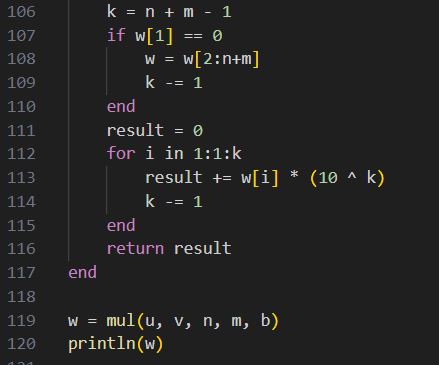 106 k = n + m - 1
107 if w[1] == 0
108 w = w[2:n+m]
109 k -= 1
110 end
111 result = 0
112 for i in 1:1:k
113 result += w[i] * (10 ^ k)
114 k -= 1
115 end
116 return result
117 end
118
119 w = mul(u, v, n, m, b)
120 println(w)